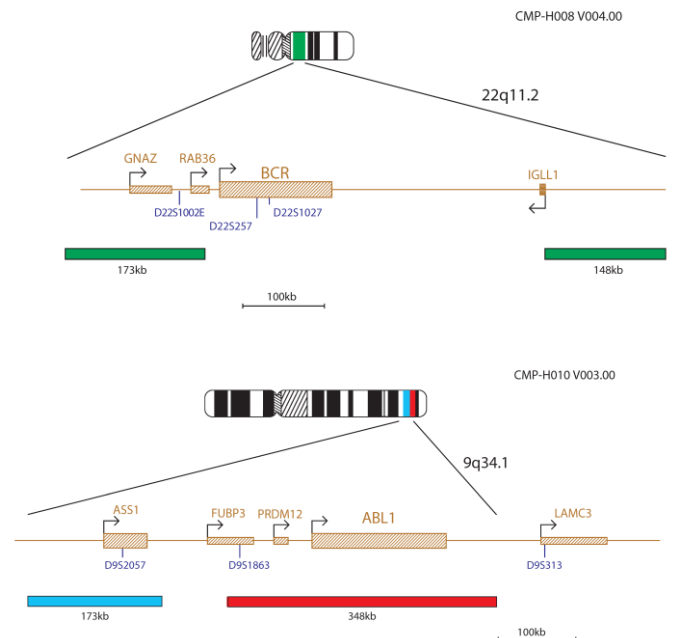 CMP-H008 V004.00
22q11.2
GNAZ RAB36 BCR IGLL1
D22S1002E D22S1027
D22S257
173kb 148kb
100kb
CMP-H010 V003.00
9q34.1
ASS1 FUBP3 PRDM12 ABL1 LAMC3
D9S2057 D9S1863 D9S313
173kb 348kb
100kb